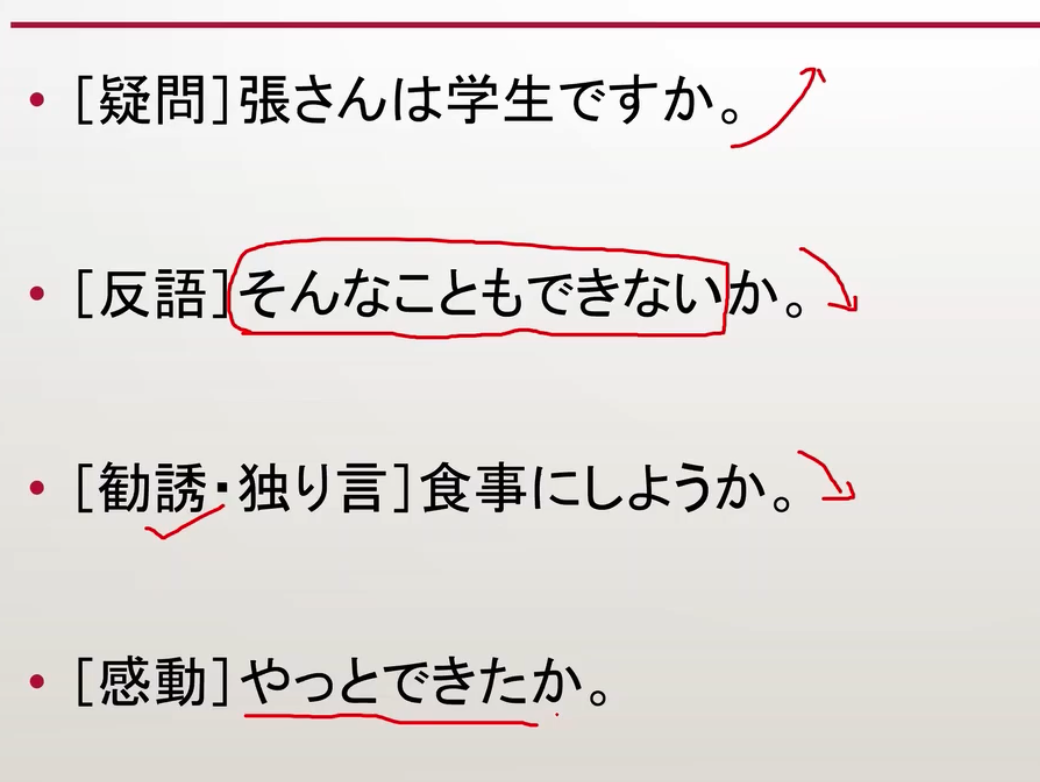 • [疑問]張さんは学生ですか。
• [反語]そんなこともできないか。
• [勧誘・独り言]食事にしようか。
• [感動]やっとできたか。